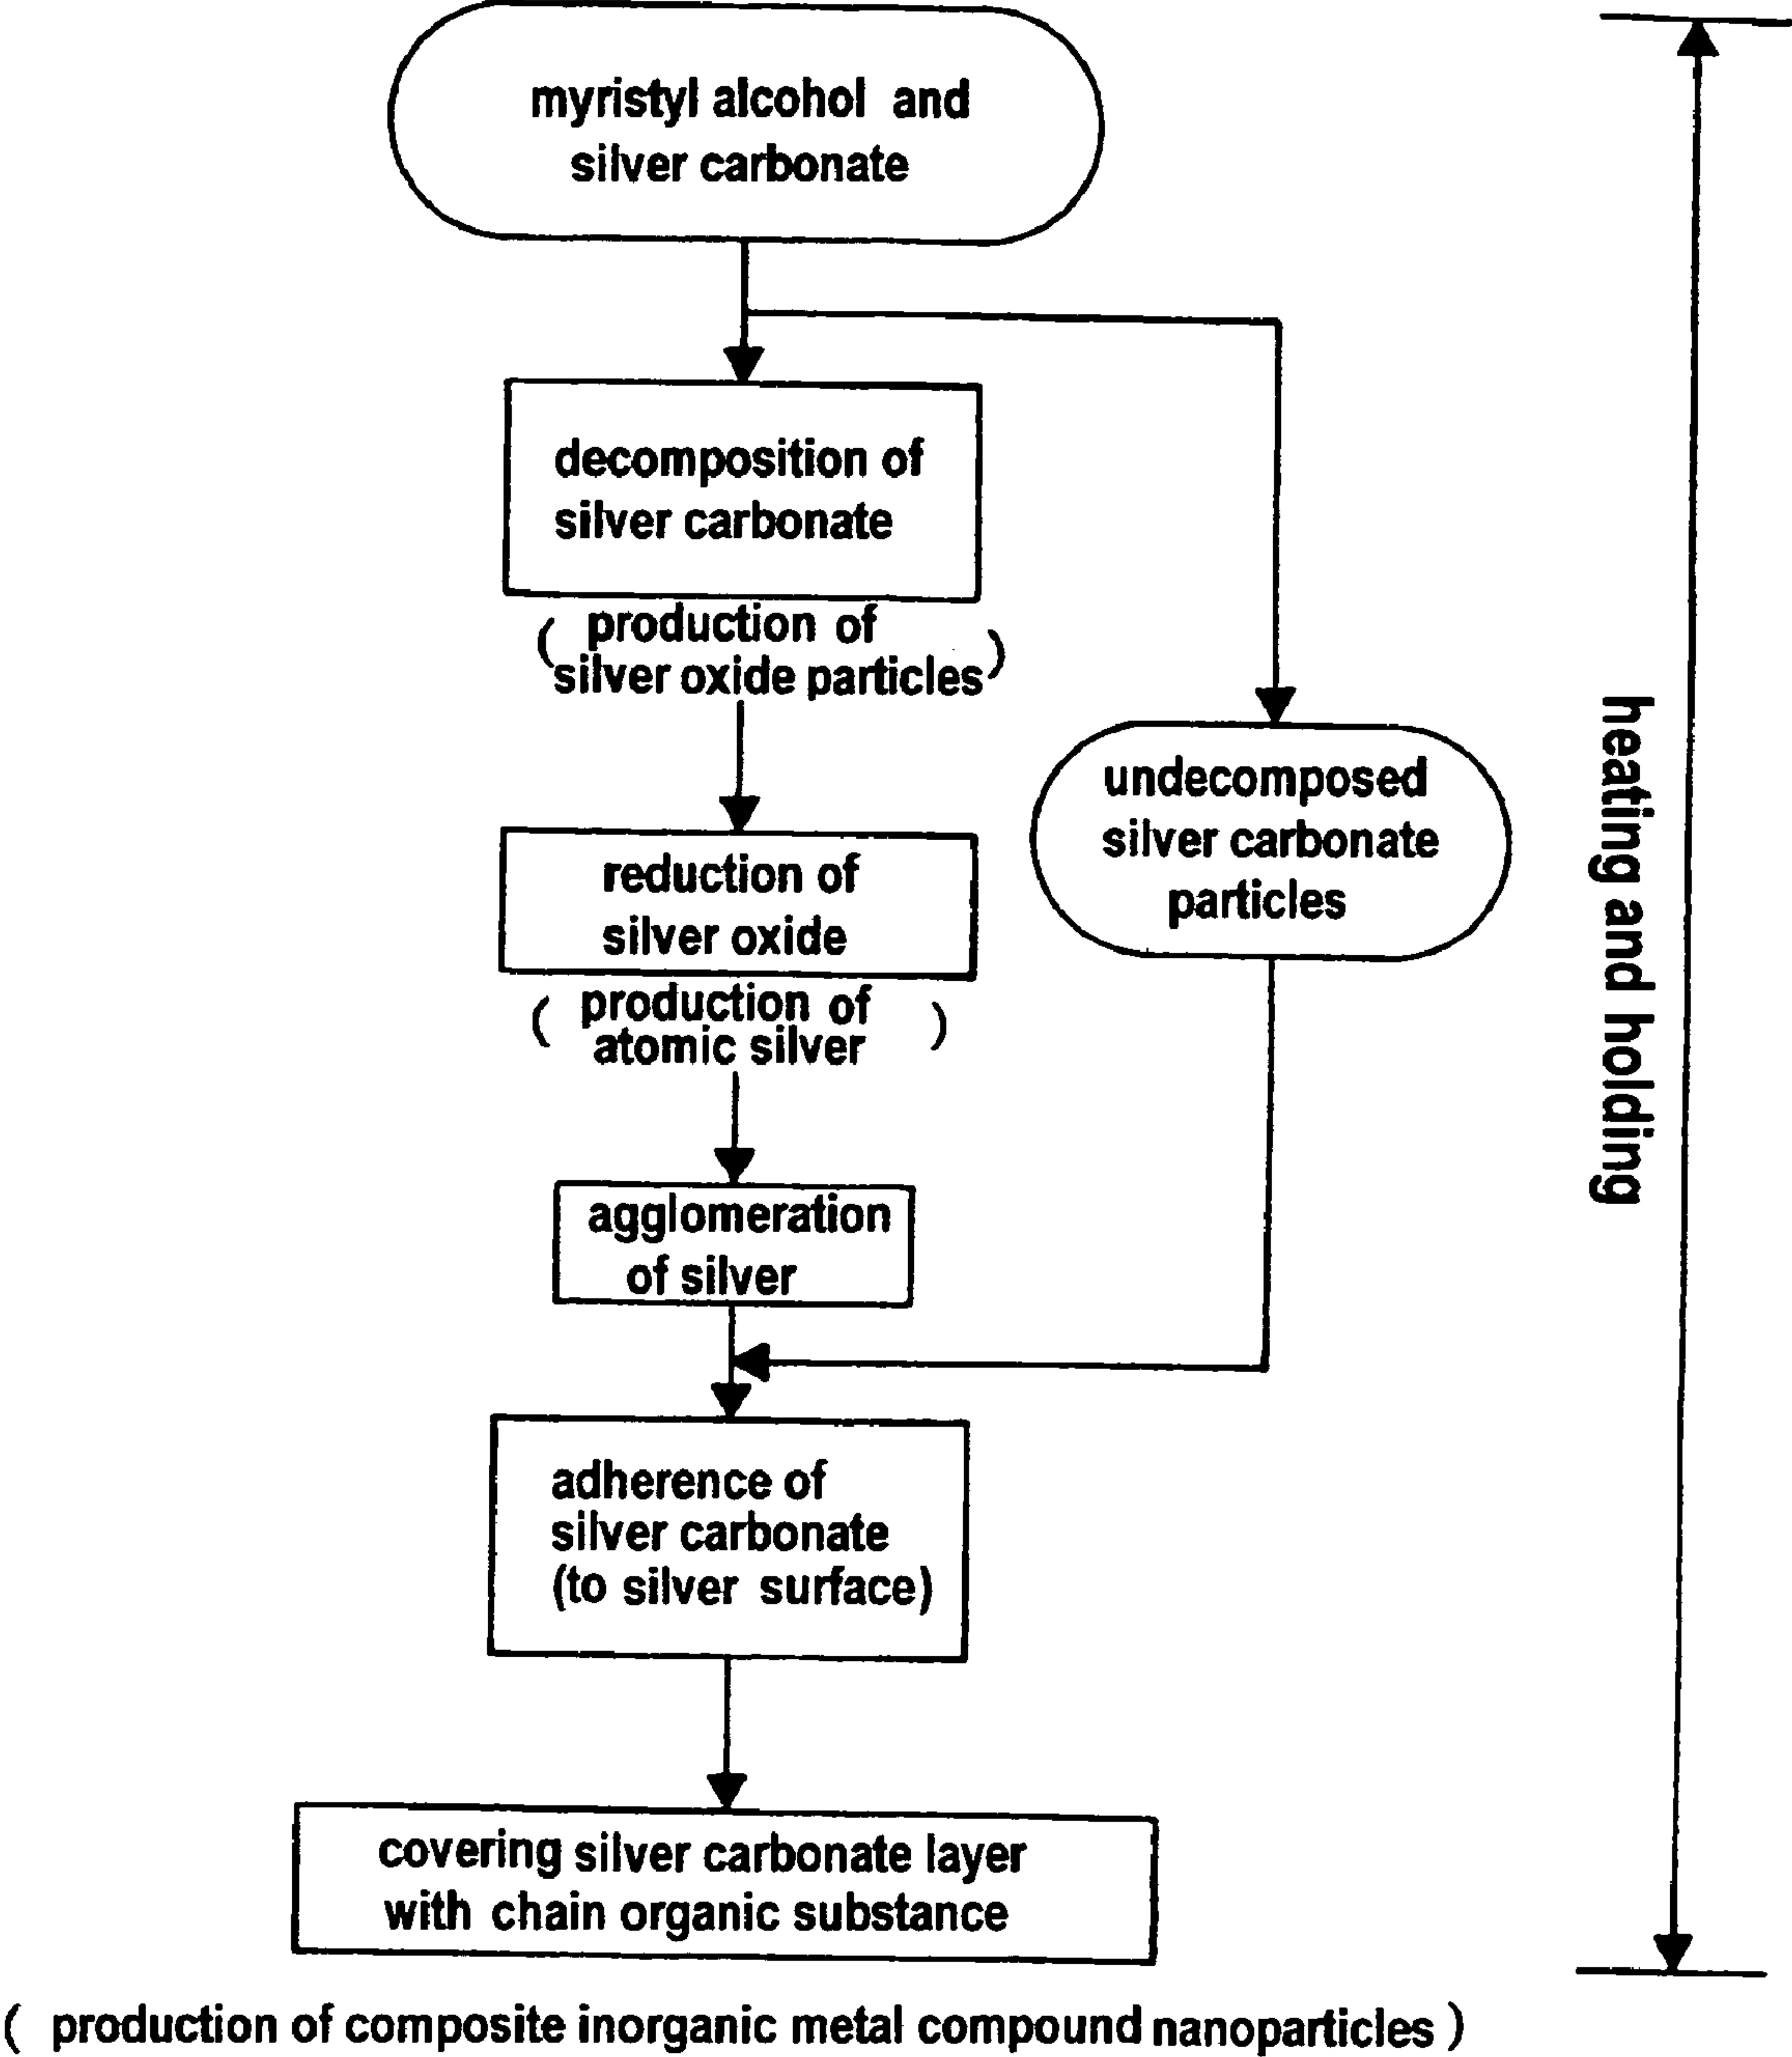 myristyl alcohol and
silver carbonate
decomposition of
silver carbonate
( production of
silver oxide particles )
undecomposed
silver carbonate
particles
reduction of
silver oxide
( production of
atomic silver )
agglomeration
of silver
adherence of
silver carbonate
(to silver surface)
covering silver carbonate layer
with chain organic substance
( production of composite inorganic metal compound nanoparticles )
heating and holding